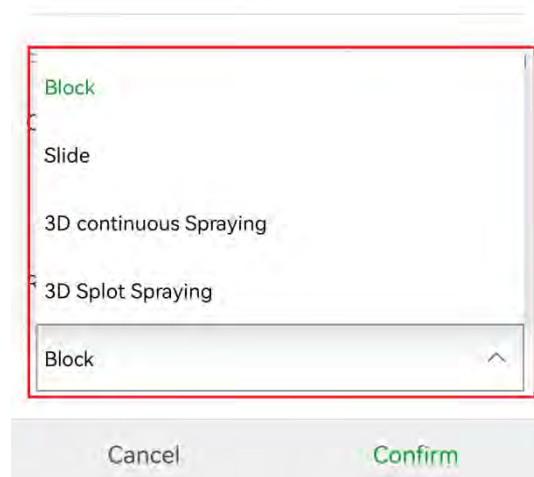 Block
Slide
3D continuous Spraying
3D Splot Spraying
Block
Cancel
Confirm